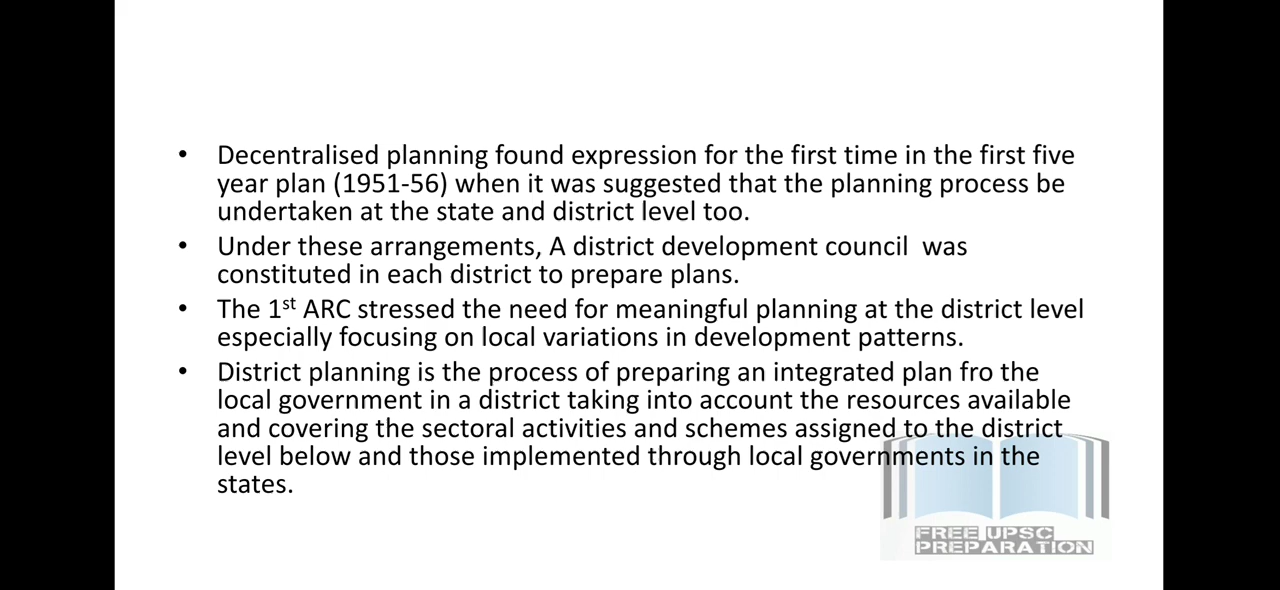 • Decentralised planning found expression for the first time in the first five
year plan (1951-56) when it was suggested that the planning process be
undertaken at the state and district level too.
• Under these arrangements, A district development council was
constituted in each district to prepare plans.
• The 1st ARC stressed the need for meaningful planning at the district level
especially focusing on local variations in development patterns.
• District planning is the process of preparing an integrated plan fro the
local government in a district taking into account the resources available
and covering the sectoral activities and schemes assigned to the district
level below and those implemented through local governments in the
states.
FREE UPSC
PREPARATION